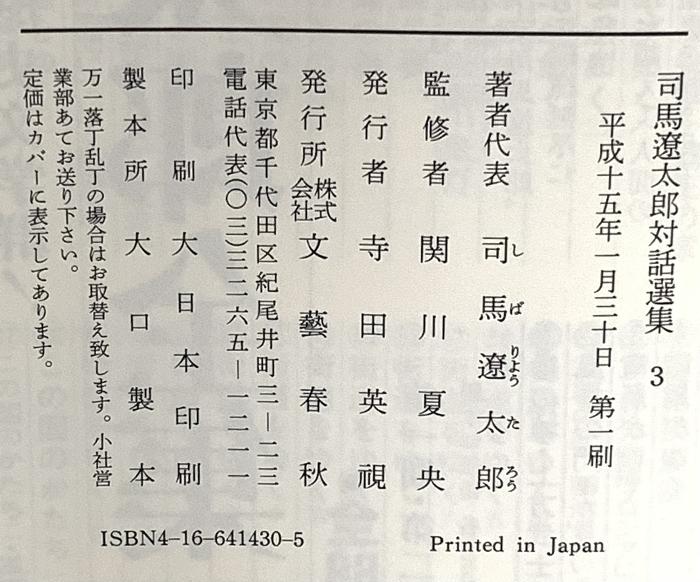 司馬遼太郎対話選集 3
平成十五年一月三十日 第一刷
著者代表 司馬遼太郎
しばりようたろう
監修者 関川夏央
発行者 寺田英視
発行所 株式会社 文藝春秋
東京都千代田区紀尾井町三―二三
電話代表(〇三)三二六五―一二一一
印刷 大日本印刷
製本所 大口製本
万一落丁乱丁の場合はお取替え致します。小社営
業部あてお送り下さい。
定価はカバーに表示してあります。
Printed in Japan
ISBN4-16-641430-5